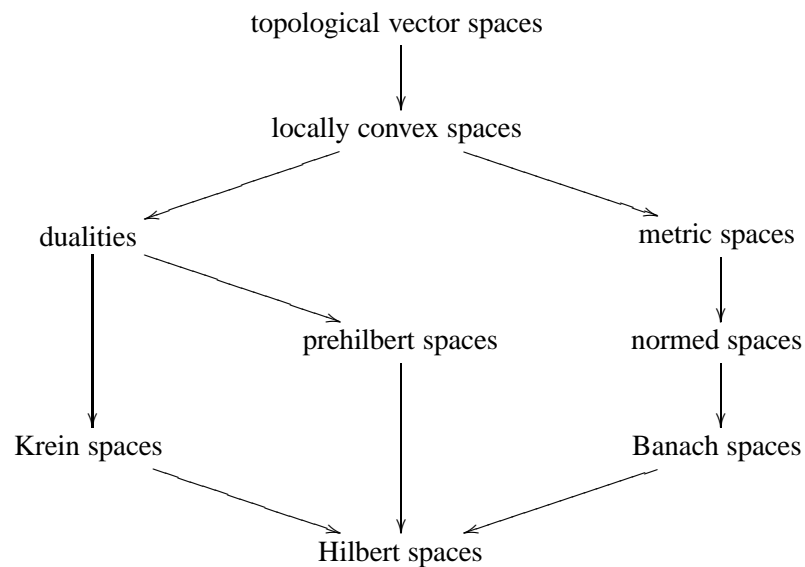 topological vector spaces
locally convex spaces
dualities
metric spaces
prehilbert spaces
normed spaces
Krein spaces
Banach spaces
Hilbert spaces